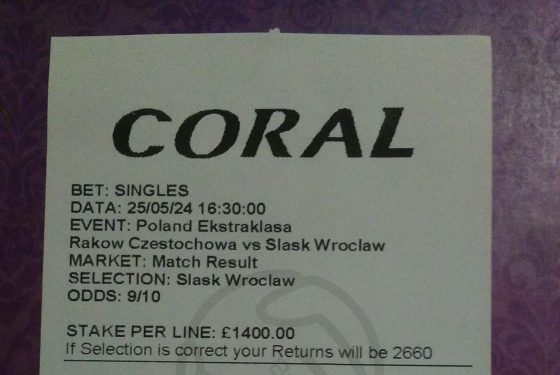 CORAL
BET: SINGLES
DATA: 25/05/24 16:30:00
EVENT: Poland Ekstraklasa
Rakow Czestochowa vs Slask Wroclaw
MARKET: Match Result
SELECTION: Slask Wroclaw
ODDS: 9/10
STAKE PER LINE: £1400.00
If Selection is correct your Returns will be 2660